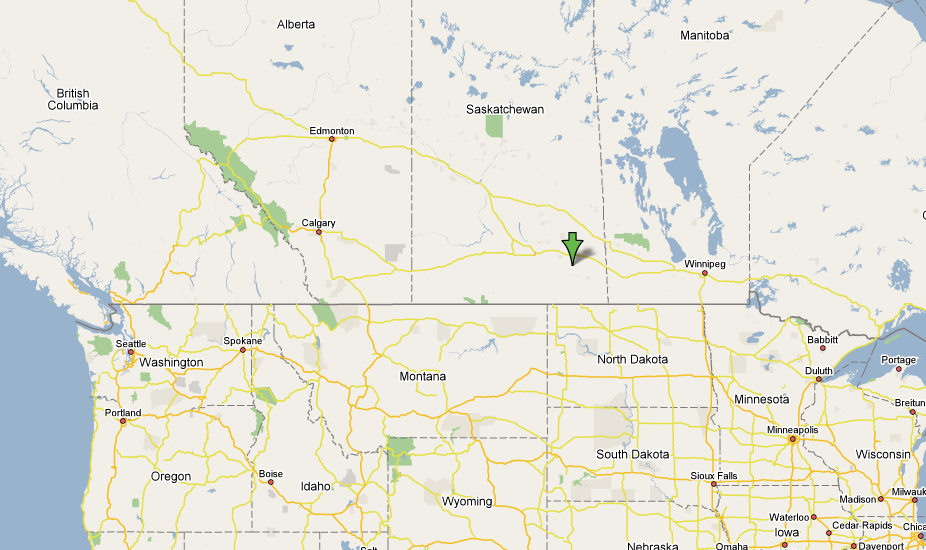 Alberta
Manitoba
British
Columbia
Saskatchewan
Edmonton
Calgary
Winnipeg
Seattle
Washington
Spokane
Babbitt
North Dakota
Portage
Montana
Duluth
Minnesota
Breitun
Portland
Minneapolis
South Dakota
Wisconsin
Oregon
Boise
Idaho
Sioux Falls
Wyoming
Madison
Milwauk
Waterloo
Cedar Rapids
Chica
Iowa
Salt
Nebraska
Omaha
Davenport